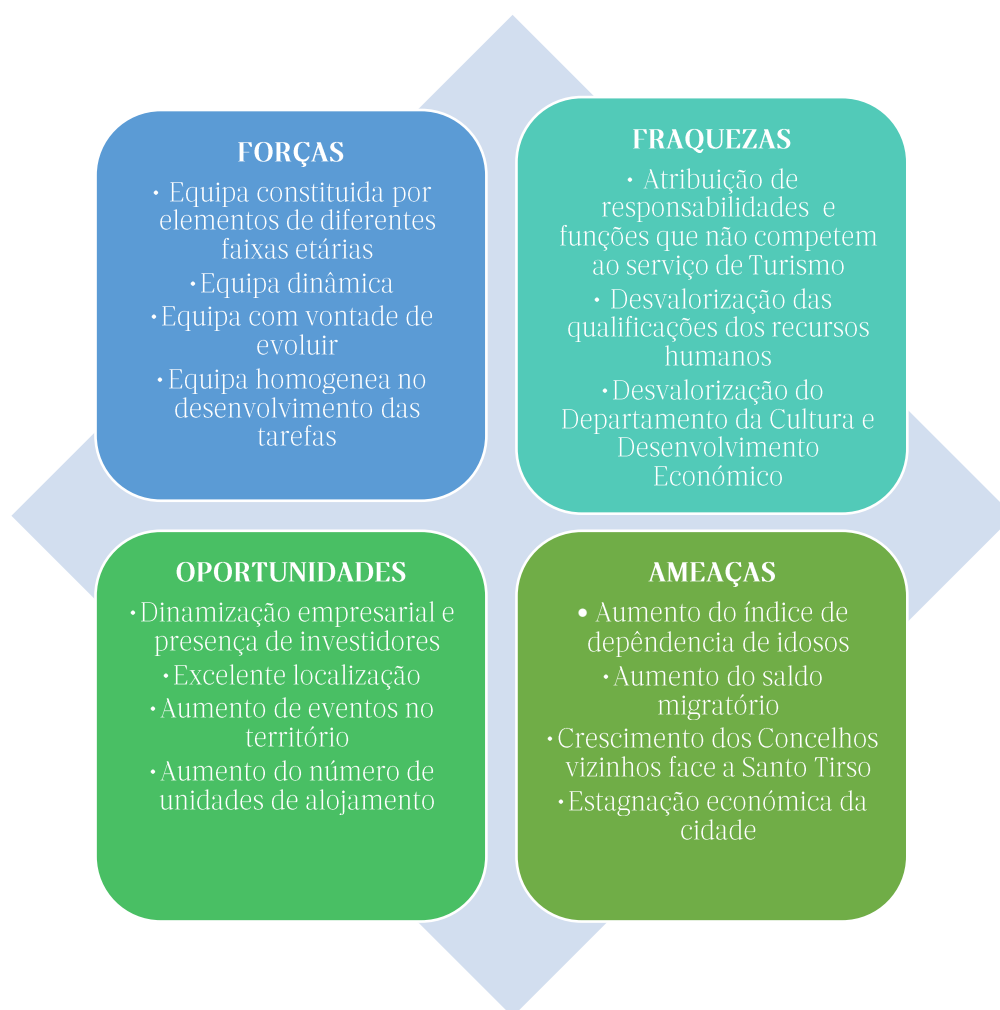 FORÇAS
• Equipa constituida por
elementos de diferentes
faixas etárias
• Equipa dinâmica
• Equipa com vontade de
evoluir
• Equipa homogenea no
desenvolvimento das
tarefas
FRAQUEZAS
• Atribuição de
responsabilidades e
funções que não competem
ao serviço de Turismo
• Desvalorização das
qualificações dos recursos
humanos
• Desvalorização do
Departamento da Cultura e
Desenvolvimento
Económico
OPORTUNIDADES
• Dinamização empresarial e
presença de investidores
• Excelente localização
• Aumento de eventos no
território
• Aumento do número de
unidades de alojamento
AMEAÇAS
• Aumento do índice de
depêndencia de idosos
• Aumento do saldo
migratório
• Crescimento dos Concelhos
vizinhos face a Santo Tirso
• Estagnação económica da
cidade